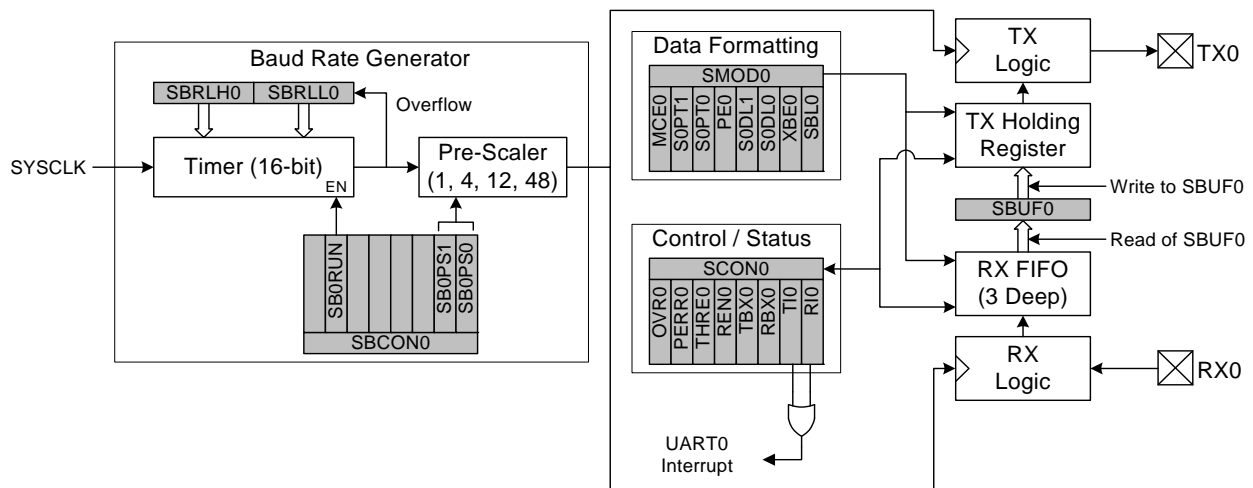 Baud Rate Generator
SBRLH0 SBRLL0
Overflow
SYSCLK
Timer (16-bit)
EN
Pre-Scaler
(1, 4, 12, 48)
SB0RUN
SB0PS1
SB0PS0
SBCON0
Data Formatting
SMOD0
MCE0
S0PT1
S0PT0
PE0
S0DL1
S0DL0
XBE0
SBL0
Control / Status
SCON0
OVR0
PERR0
THRE0
REN0
TBX0
RBX0
TI0
RI0
UART0
Interrupt
TX
Logic
TX0
TX Holding
Register
Write to SBUF0
SBUF0
Read of SBUF0
RX FIFO
(3 Deep)
RX
Logic
RX0